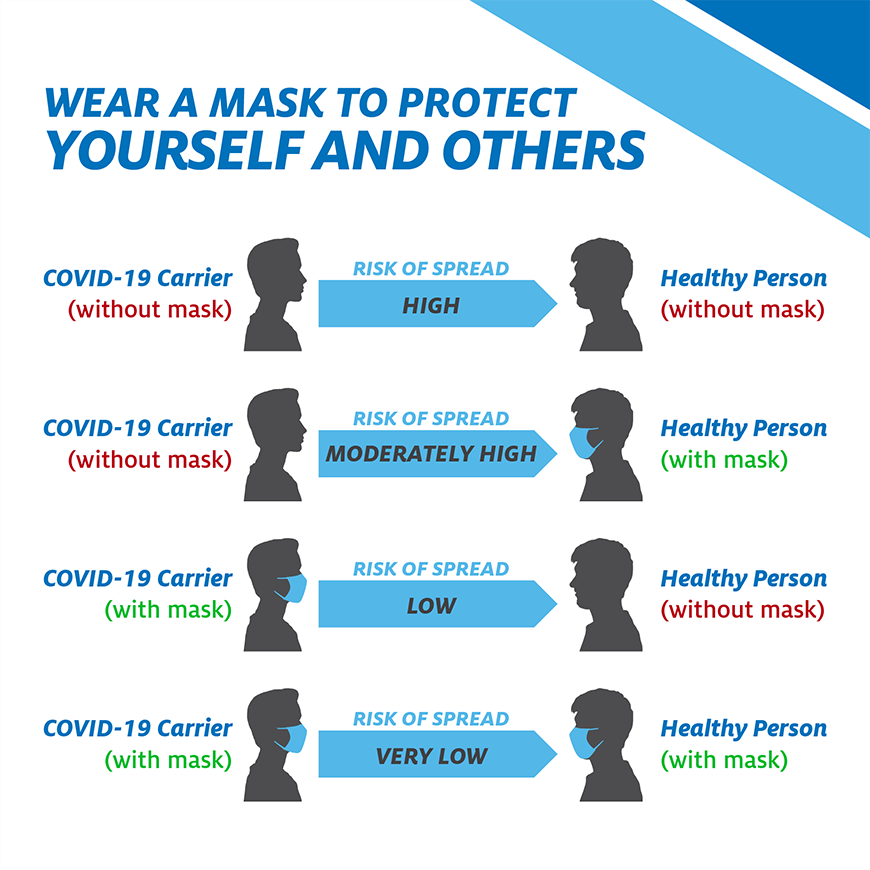 WEAR A MASK TO PROTECT
YOURSELF AND OTHERS
COVID-19 Carrier
(without mask)
RISK OF SPREAD
HIGH
Healthy Person
(without mask)
COVID-19 Carrier
(without mask)
RISK OF SPREAD
MODERATELY HIGH
Healthy Person
(with mask)
COVID-19 Carrier
(with mask)
RISK OF SPREAD
LOW
Healthy Person
(without mask)
COVID-19 Carrier
(with mask)
RISK OF SPREAD
VERY LOW
Healthy Person
(with mask)